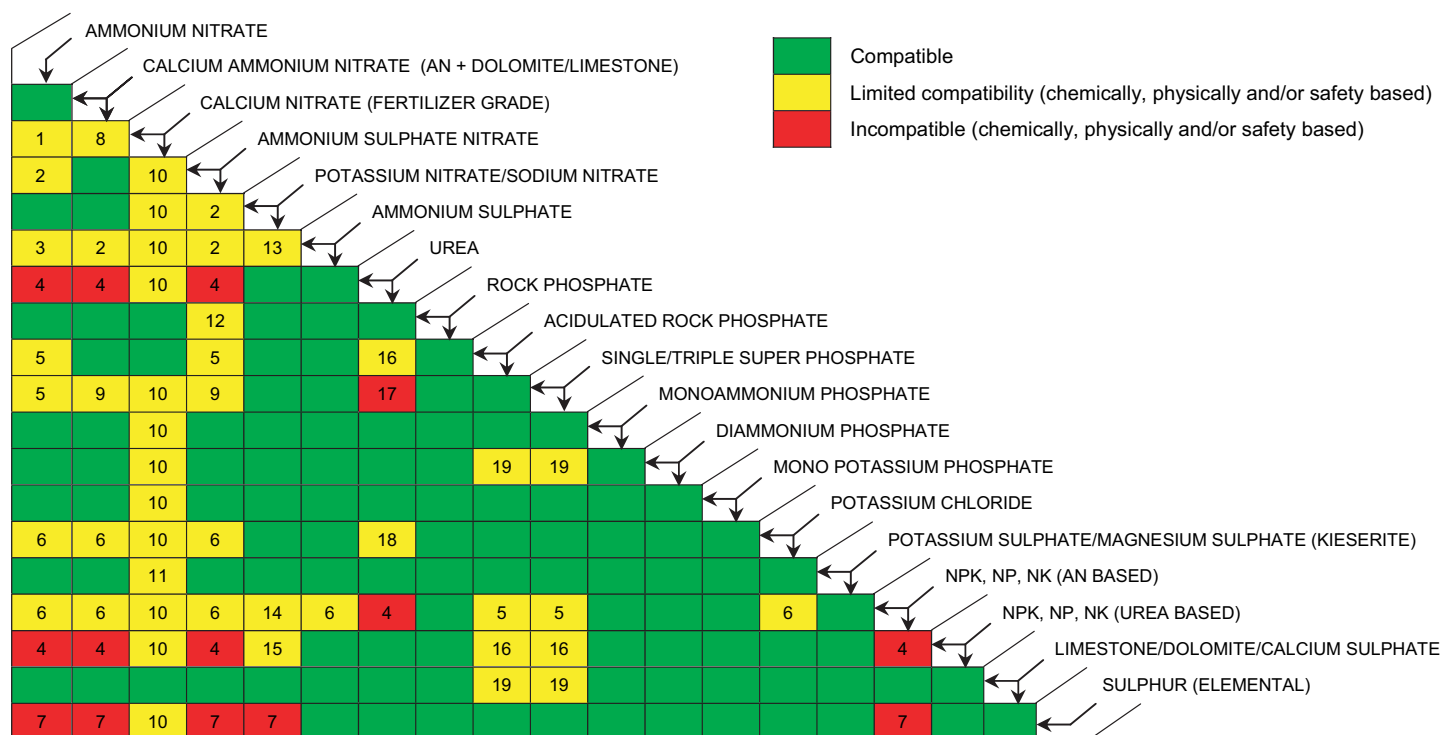 AMMONIUM NITRATE
CALCIUM AMMONIUM NITRATE (AN + DOLOMITE/LIMESTONE)
CALCIUM NITRATE (FERTILIZER GRADE)
AMMONIUM SULPHATE NITRATE
POTASSIUM NITRATE/SODIUM NITRATE
AMMONIUM SULPHATE
UREA
ROCK PHOSPHATE
ACIDULATED ROCK PHOSPHATE
SINGLE/TRIPLE SUPER PHOSPHATE
MONOAMMONIUM PHOSPHATE
DIAMMONIUM PHOSPHATE
MONO POTASSIUM PHOSPHATE
POTASSIUM CHLORIDE
POTASSIUM SULPHATE/MAGNESIUM SULPHATE (KIESERITE)
NPK, NP, NK (AN BASED)
NPK, NP, NK (UREA BASED)
LIMESTONE/DOLOMITE/CALCIUM SULPHATE
SULPHUR (ELEMENTAL)
Compatible
Limited compatibility (chemically, physically and/or safety based)
Incompatible (chemically, physically and/or safety based)
1 8
2 10
10 2
3 2 10 2 13
4 4 10 4
12
5 5 16
5 9 10 9 17
10
10 19 19
10
6 6 10 6 18
11
6 6 10 6 14 6 4 5 5 6
4 4 10 4 15 16 16 4
19 19
7 7 10 7 7 7